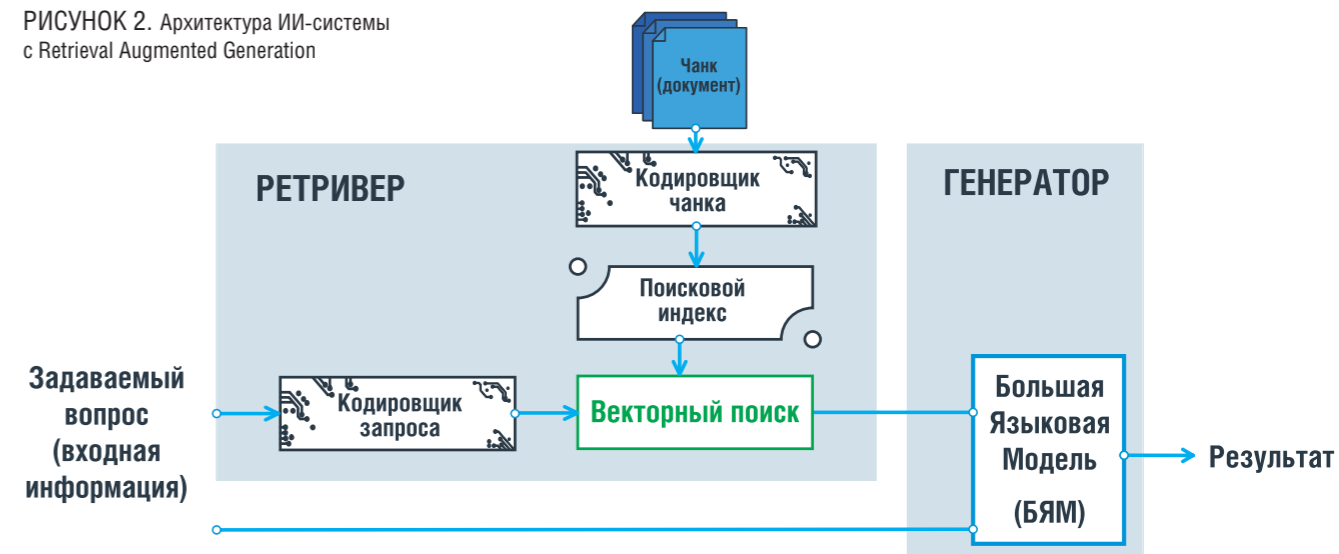 РИСУНОК 2. Архитектура ИИ-системы
с Retrieval Augmented Generation
Чанк
(документ)
РЕТРИВЕР
Кодировщик
чанка
ГЕНЕРАТОР
Поисковой
индекс
Задаваемый
вопрос
(входная
информация)
Кодировщик
запроса
Векторный поиск
Большая
Языковая
Модель
(БЯМ)
Результат